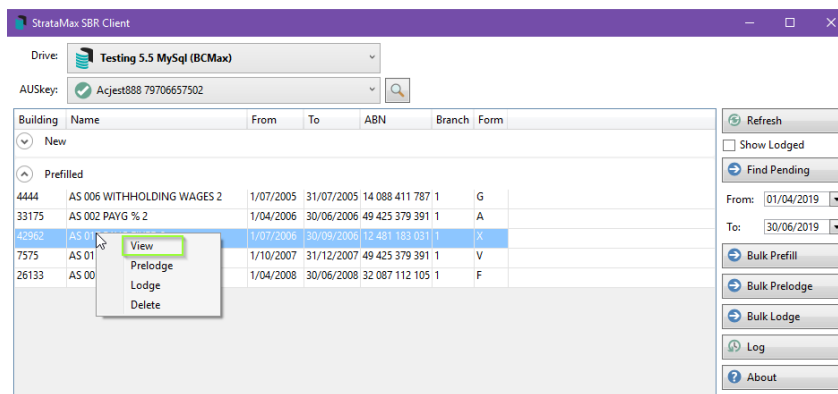 StrataMax SBR Client
Drive: Testing 5.5 MySql (BCMax)
AUSkey: Acjest888 79706657502
Building Name From To ABN Branch Form
New
Prefilled
4444 AS 006 WITHHOLDING WAGES 2 1/07/2005 31/07/2005 14 088 411 787 1 G
33175 AS 002 PAYG % 2 1/04/2006 30/06/2006 49 425 379 391 1 A
42962 AS 01 1/07/2006 30/09/2006 12 481 183 031 1 X
7575 AS 01 1/10/2007 31/12/2007 49 425 379 391 1 V
26133 AS 00 1/04/2008 30/06/2008 32 087 112 105 1 F
View
Prelodge
Lodge
Delete
Refresh
Show Lodged
Find Pending
From: 01/04/2019
To: 30/06/2019
Bulk Prefill
Bulk Prelodge
Bulk Lodge
Log
About